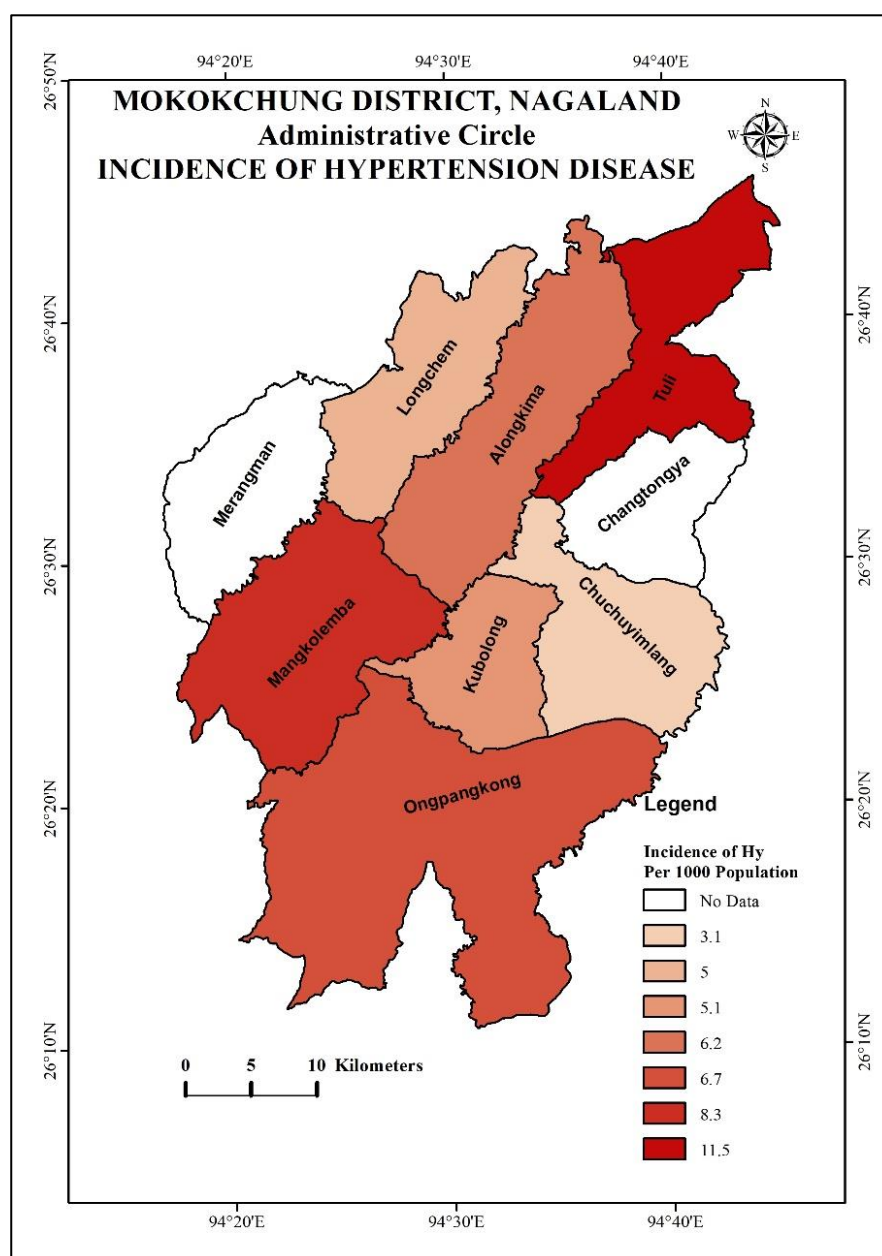 94°20'E 94°30'E 94°40'E
26°50'N
MOKOKCHUNG DISTRICT, NAGALAND
Administrative Circle
INCIDENCE OF HYPERTENSION DISEASE
N
W E
S
26°40'N 26°40'N
Longchem
Tuli
Alongkima
Merangman
Changtongya
26°30'N 26°30'N
Chuchuyimlang
Mangkolemba
Kubolong
26°20'N 26°20'N
Ongpangkong
Legend
Incidence of Hy
Per 1000 Population
No Data
3.1
5
5.1
6.2
6.7
8.3
11.5
26°10'N 26°10'N
0 5 10 Kilometers
94°20'E 94°30'E 94°40'E